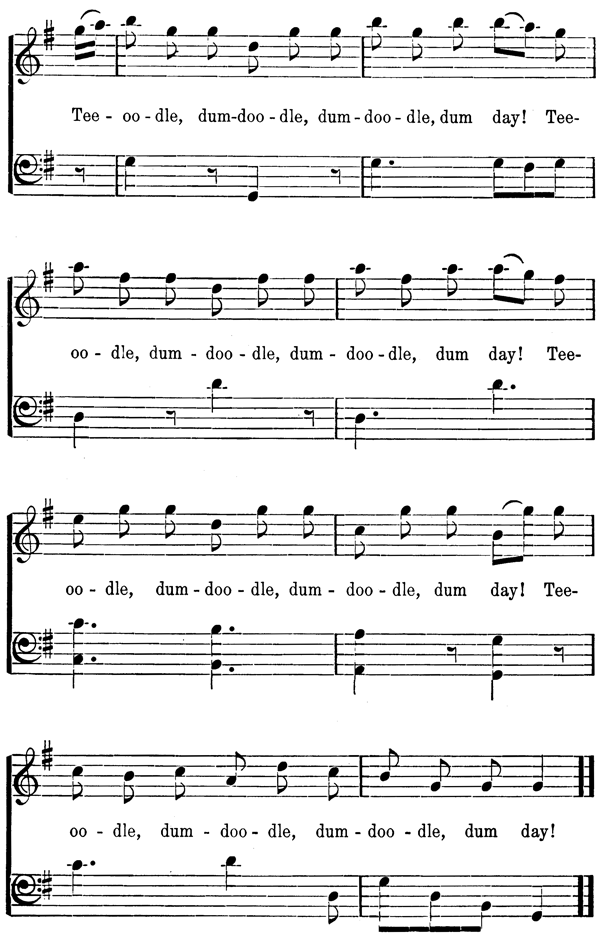 Tee - oo - dle, dum-doo - dle, dum - doo - dle, dum day! Tee-
oo - dle, dum - doo - dle, dum - doo - dle, dum day! Tee-
oo - dle, dum - doo - dle, dum - doo - dle, dum day! Tee-
oo - dle, dum - doo - dle, dum - doo - dle, dum day!